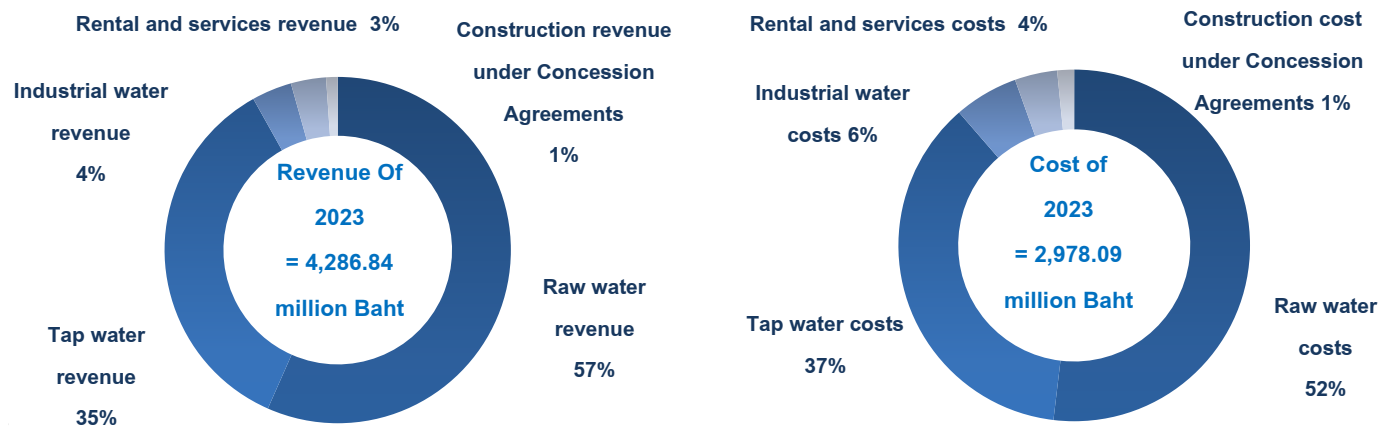 Rental and services revenue 3%
Construction revenue
under Concession
Agreements
1%
Industrial water
revenue
4%
Revenue Of
2023
= 4,286.84
million Baht
Raw water
revenue
57%
Tap water
revenue
35%
Rental and services costs 4%
Construction cost
under Concession
Agreements 1%
Industrial water
costs 6%
Cost of
2023
= 2,978.09
million Baht
Raw water
costs
52%
Tap water costs
37%